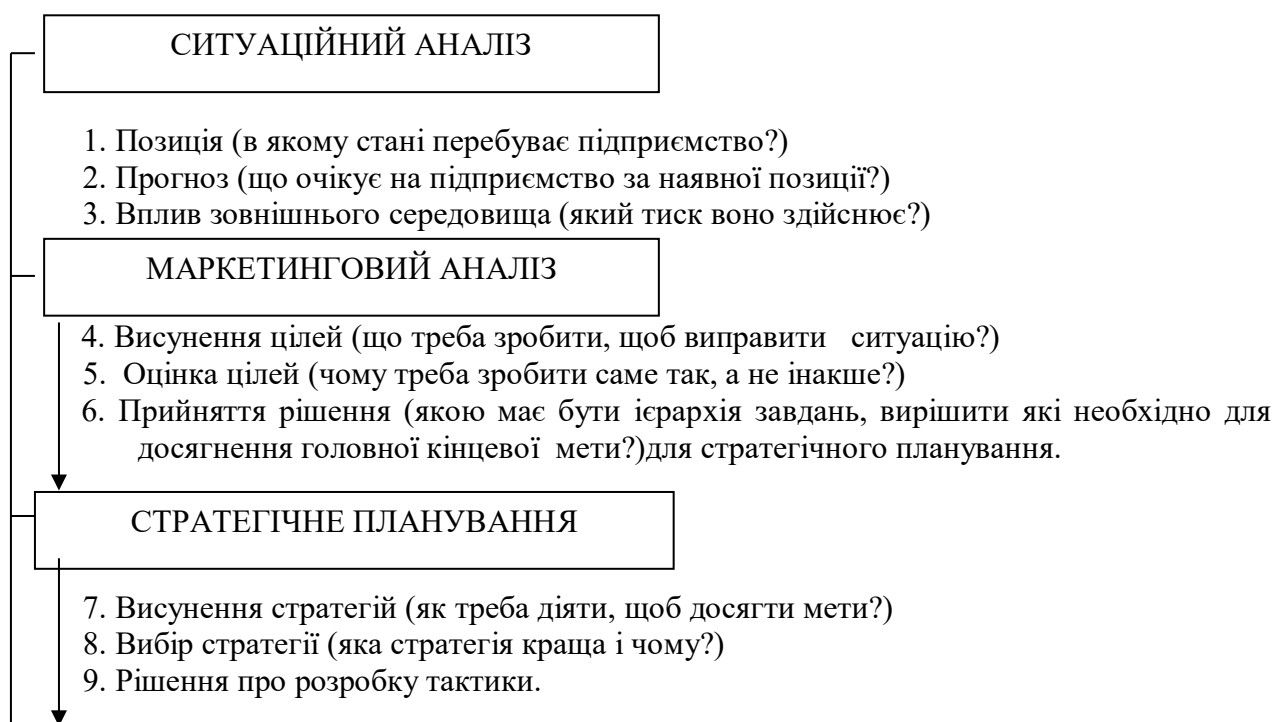 СИТУАЦІЙНИЙ АНАЛІЗ
1. Позиція (в якому стані перебуває підприємство?)
2. Прогноз (що очікує на підприємство за наявної позиції?)
3. Вплив зовнішнього середовища (який тиск воно здійснює?)
МАРКЕТИНГОВИЙ АНАЛІЗ
4. Висунення цілей (що треба зробити, щоб виправити ситуацію?)
5. Оцінка цілей (чому треба зробити саме так, а не інакше?)
6. Прийняття рішення (якою має бути ієрархія завдань, вирішити які необхідно для
досягнення головної кінцевої мети?)для стратегічного планування.
СТРАТЕГІЧНЕ ПЛАНУВАННЯ
7. Висунення стратегій (як треба діяти, щоб досягти мети?)
8. Вибір стратегії (яка стратегія краща і чому?)
9. Рішення про розробку тактики.